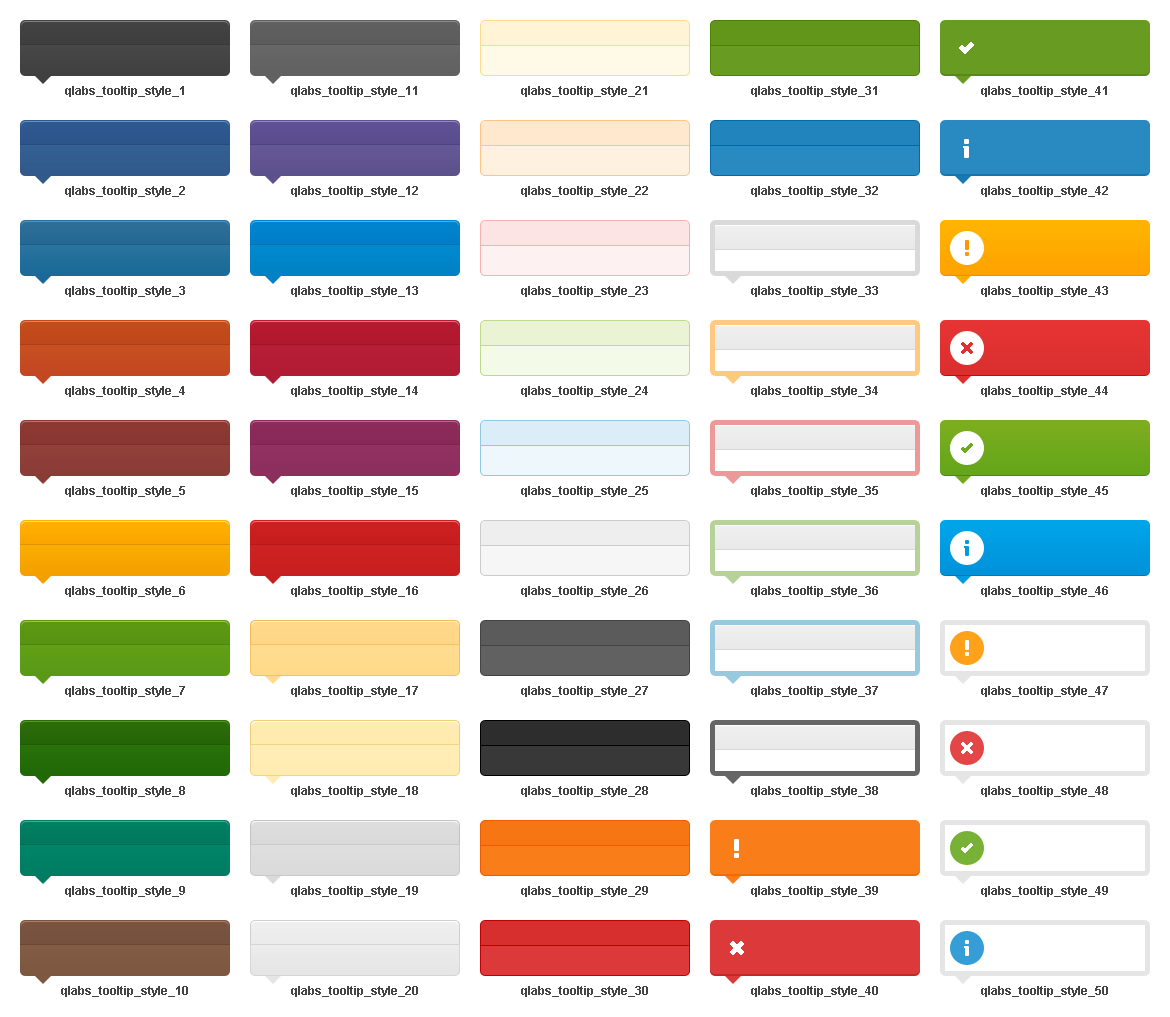 qlabs_tooltip_style_1
qlabs_tooltip_style_11
qlabs_tooltip_style_21
qlabs_tooltip_style_31
qlabs_tooltip_style_41
qlabs_tooltip_style_2
qlabs_tooltip_style_12
qlabs_tooltip_style_22
qlabs_tooltip_style_32
qlabs_tooltip_style_42
qlabs_tooltip_style_3
qlabs_tooltip_style_13
qlabs_tooltip_style_23
qlabs_tooltip_style_33
qlabs_tooltip_style_43
qlabs_tooltip_style_4
qlabs_tooltip_style_14
qlabs_tooltip_style_24
qlabs_tooltip_style_34
qlabs_tooltip_style_44
qlabs_tooltip_style_5
qlabs_tooltip_style_15
qlabs_tooltip_style_25
qlabs_tooltip_style_35
qlabs_tooltip_style_45
qlabs_tooltip_style_6
qlabs_tooltip_style_16
qlabs_tooltip_style_26
qlabs_tooltip_style_36
qlabs_tooltip_style_46
qlabs_tooltip_style_7
qlabs_tooltip_style_17
qlabs_tooltip_style_27
qlabs_tooltip_style_37
qlabs_tooltip_style_47
qlabs_tooltip_style_8
qlabs_tooltip_style_18
qlabs_tooltip_style_28
qlabs_tooltip_style_38
qlabs_tooltip_style_48
qlabs_tooltip_style_9
qlabs_tooltip_style_19
qlabs_tooltip_style_29
qlabs_tooltip_style_39
qlabs_tooltip_style_49
qlabs_tooltip_style_10
qlabs_tooltip_style_20
qlabs_tooltip_style_30
qlabs_tooltip_style_40
qlabs_tooltip_style_50